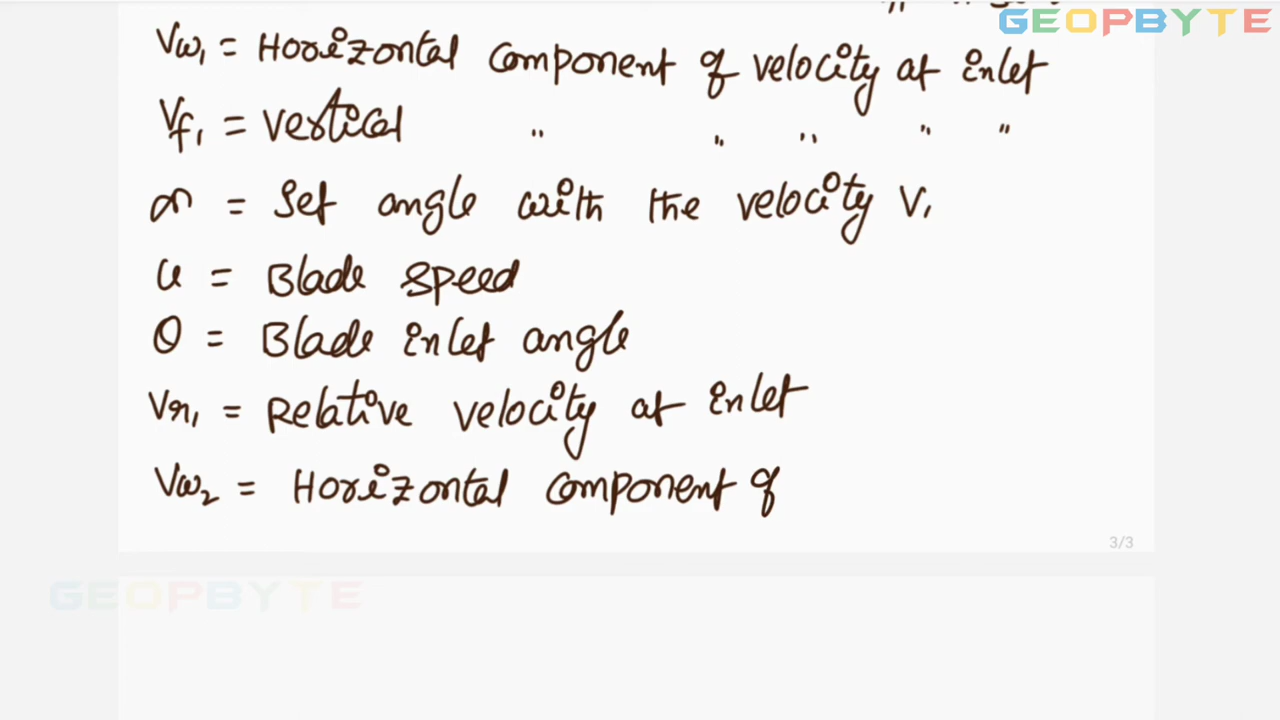 GEOPBYTE
Vw₁ = Horizontal component of velocity at inlet
Vf₁ = vertical " " " " "
α = Set angle with the velocity V₁
u = Blade speed
θ = Blade inlet angle
Vr₁ = Relative velocity at inlet
Vw₂ = Horizontal component of
3/3
GEOPBYTE